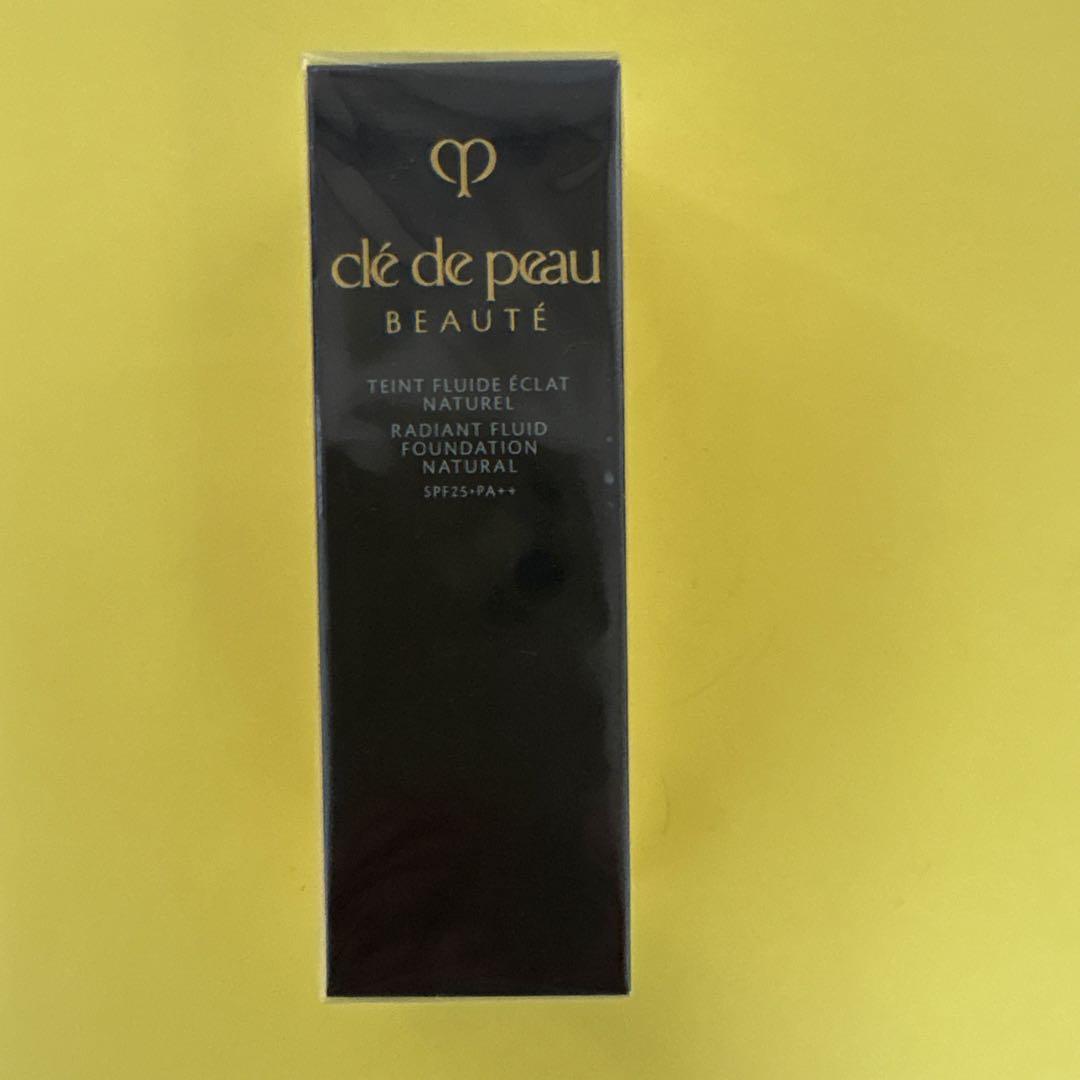 clé de peau
BEAUTÉ
TEINT FLUIDE ÉCLAT
NATUREL
RADIANT FLUID
FOUNDATION
NATURAL
SPF25・PA++